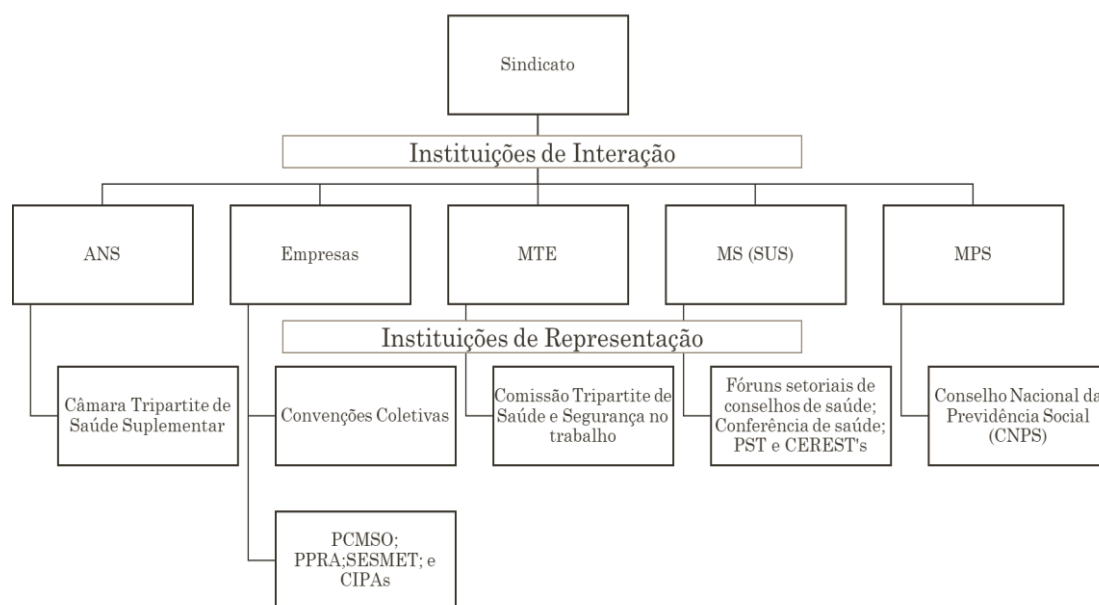 Sindicato
Instituições de Interação
ANS
Empresas
MTE
MS (SUS)
MPS
Instituições de Representação
Câmara Tripartite de
Saúde Suplementar
Convenções Coletivas
Comissão Tripartite de
Saúde e Segurança no
trabalho
Fóruns setoriais de
conselhos de saúde;
Conferência de saúde;
PST e CEREST's
Conselho Nacional da
Previdência Social
(CNPS)
PCMSO;
PPRA;SESMET; e
CIPAs